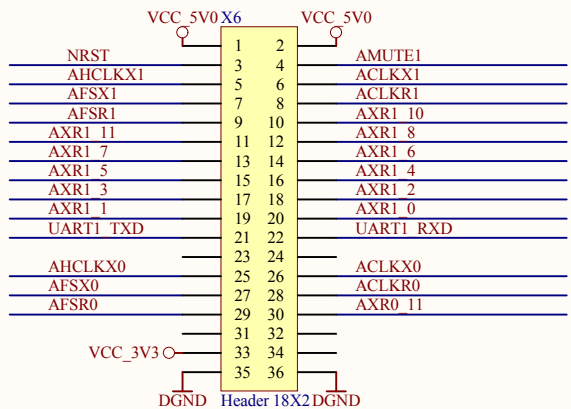 VCC_5V0 X6 VCC_5V0
1 2
NRST 3 4 AMUTE1
AHCLKX1 5 6 ACLKX1
AFSX1 7 8 ACLKR1
AFSR1 9 10 AXR1_10
AXR1_11 11 12 AXR1_8
AXR1_7 13 14 AXR1_6
AXR1_5 15 16 AXR1_4
AXR1_3 17 18 AXR1_2
AXR1_1 19 20 AXR1_0
UART1_TXD 21 22 UART1_RXD
23 24
AHCLKX0 25 26 ACLKX0
AFSX0 27 28 ACLKR0
AFSR0 29 30 AXR0_11
31 32
VCC_3V3 33 34
35 36
DGND Header 18X2 DGND